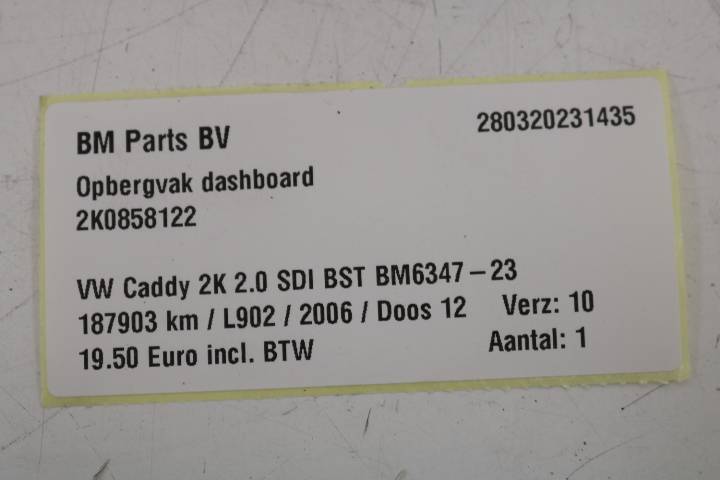 BM Parts BV 280320231435
Opbergvak dashboard
2K0858122
VW Caddy 2K 2.0 SDI BST BM6347-23
187903 km / L902 / 2006 / Doos 12 Verz: 10
19.50 Euro incl. BTW Aantal: 1